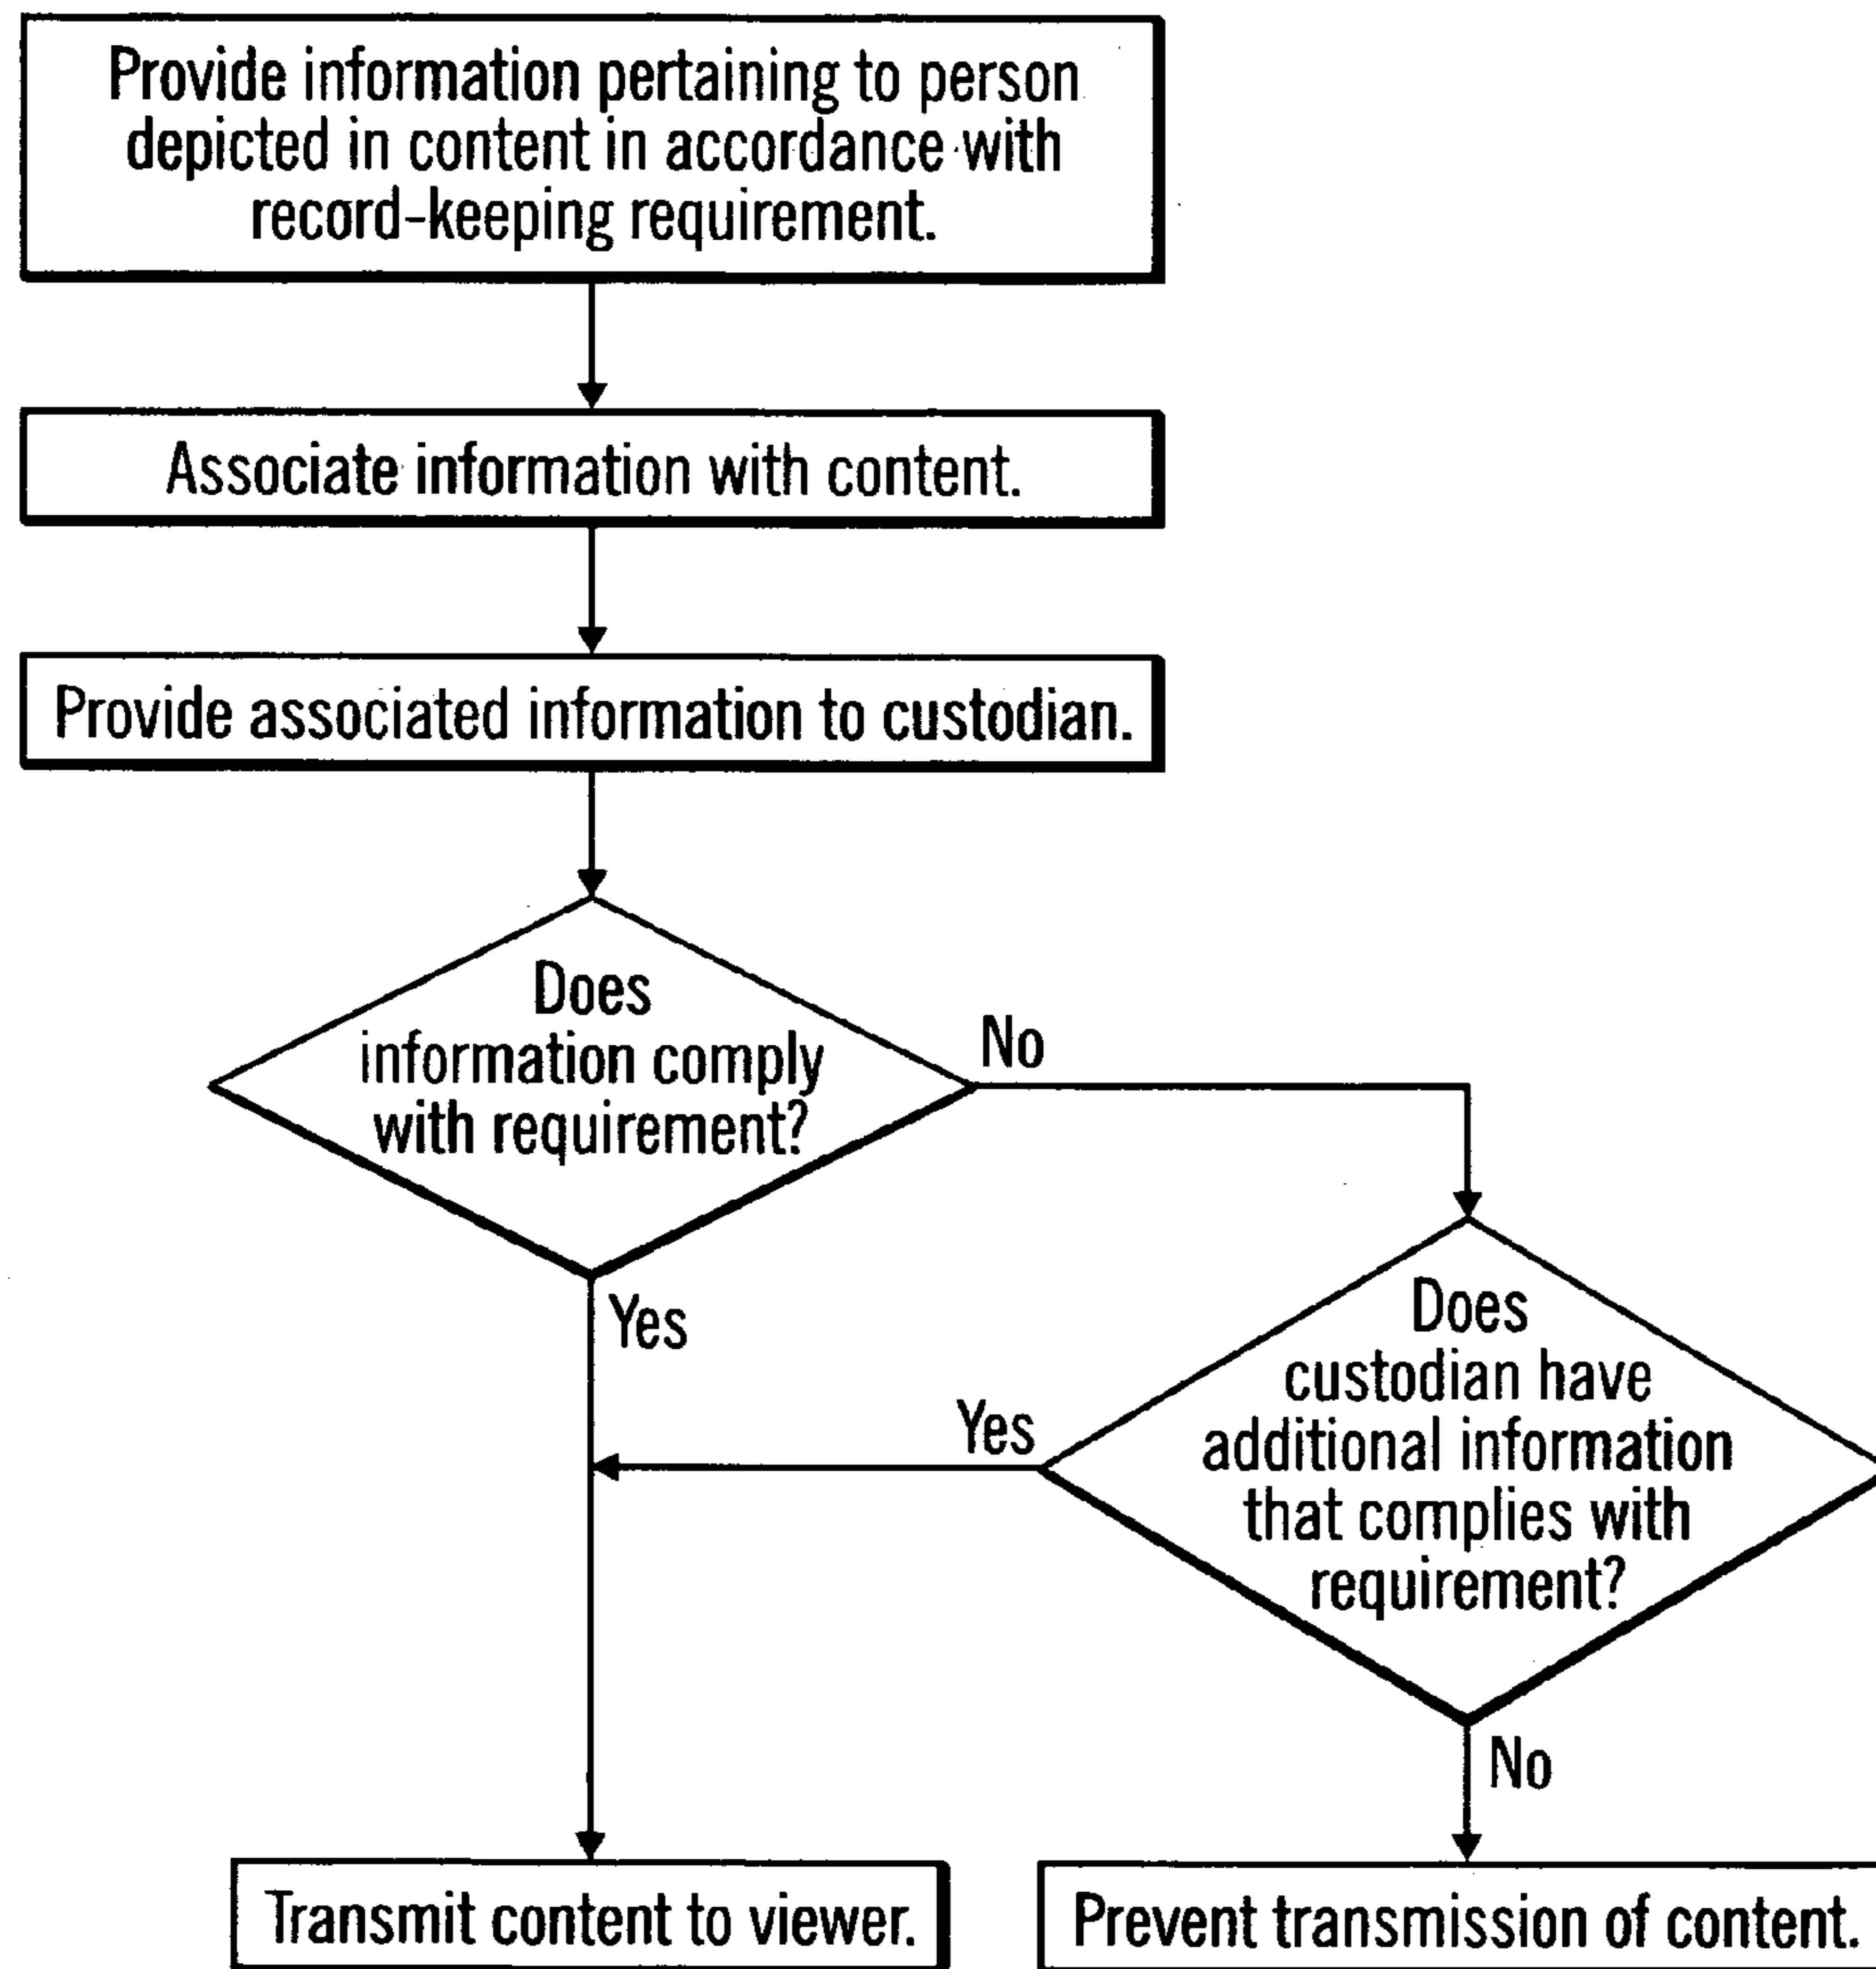 Provide information pertaining to person
depicted in content in accordance with
record-keeping requirement.
Associate information with content.
Provide associated information to custodian.
Does
information comply
with requirement?
No
Yes
Does
custodian have
additional information
that complies with
requirement?
Yes
No
Transmit content to viewer.
Prevent transmission of content.